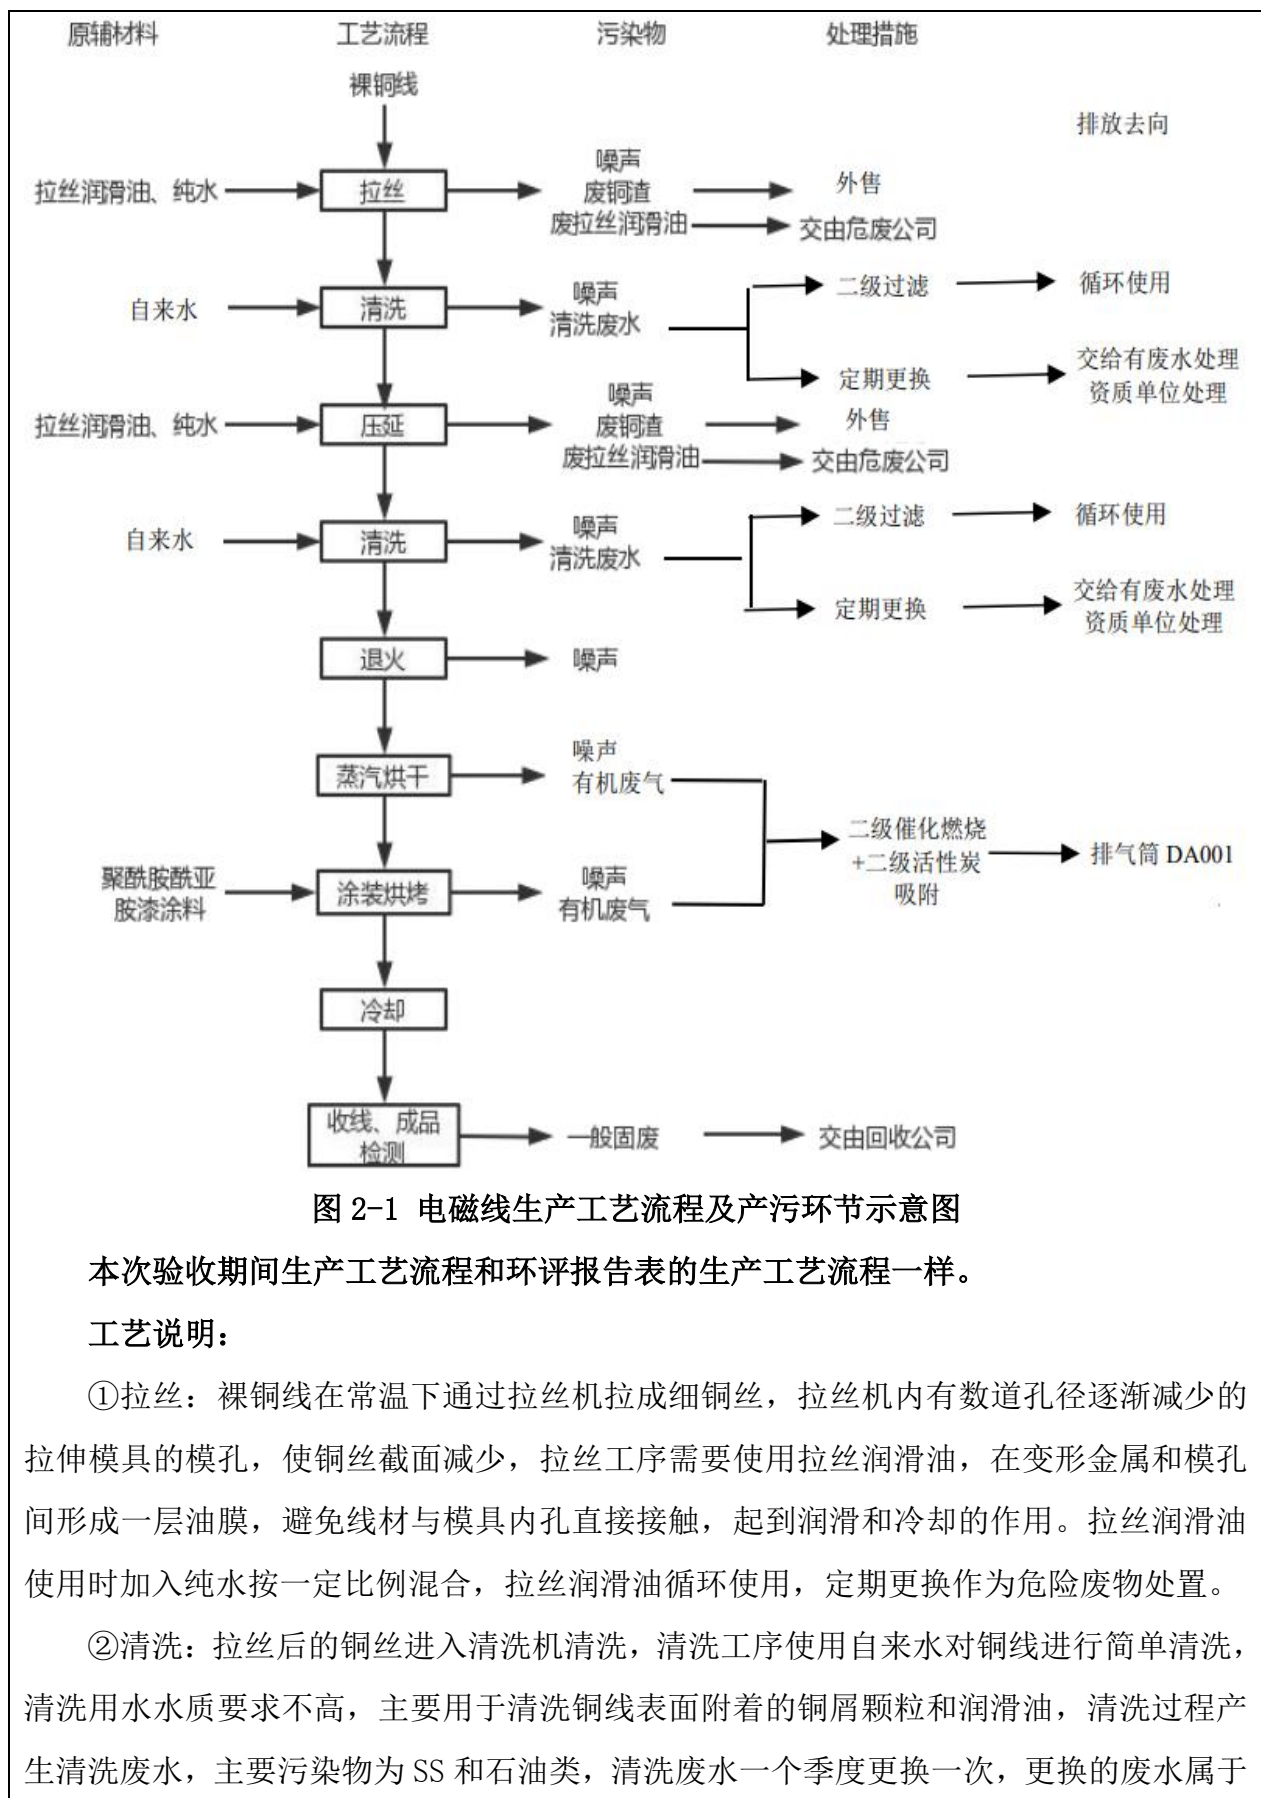 原辅材料 工艺流程 污染物 处理措施
裸铜线
排放去向
拉丝润滑油、纯水 拉丝 噪声
废铜渣 外售
废拉丝润滑油 交由危废公司
自来水 清洗 噪声
清洗废水
二级过滤 循环使用
定期更换 交给有废水处理
资质单位处理
拉丝润滑油、纯水 压延 噪声
废铜渣 外售
废拉丝润滑油 交由危废公司
自来水 清洗 噪声
清洗废水
二级过滤 循环使用
定期更换 交给有废水处理
资质单位处理
退火 噪声
蒸汽烘干 噪声
有机废气
聚酰胺酰亚
胺漆涂料
涂装烘烤 噪声
有机废气
二级催化燃烧
+二级活性炭
吸附
排气筒 DA001
冷却
收线、成品
检测
一般固废 交由回收公司
图 2-1 电磁线生产工艺流程及产污环节示意图
本次验收期间生产工艺流程和环评报告表的生产工艺流程一样。
工艺说明：
①拉丝：裸铜线在常温下通过拉丝机拉成细铜丝，拉丝机内有数道孔径逐渐减少的
拉伸模具的模孔，使铜丝截面减少，拉丝工序需要使用拉丝润滑油，在变形金属和模孔
间形成一层油膜，避免线材与模具内孔直接接触，起到润滑和冷却的作用。拉丝润滑油
使用时加入纯水按一定比例混合，拉丝润滑油循环使用，定期更换作为危险废物处置。
②清洗：拉丝后的铜丝进入清洗机清洗，清洗工序使用自来水对铜线进行简单清洗，
清洗用水水质要求不高，主要用于清洗铜线表面附着的铜屑颗粒和润滑油，清洗过程产
生清洗废水，主要污染物为 SS 和石油类，清洗废水一个季度更换一次，更换的废水属于